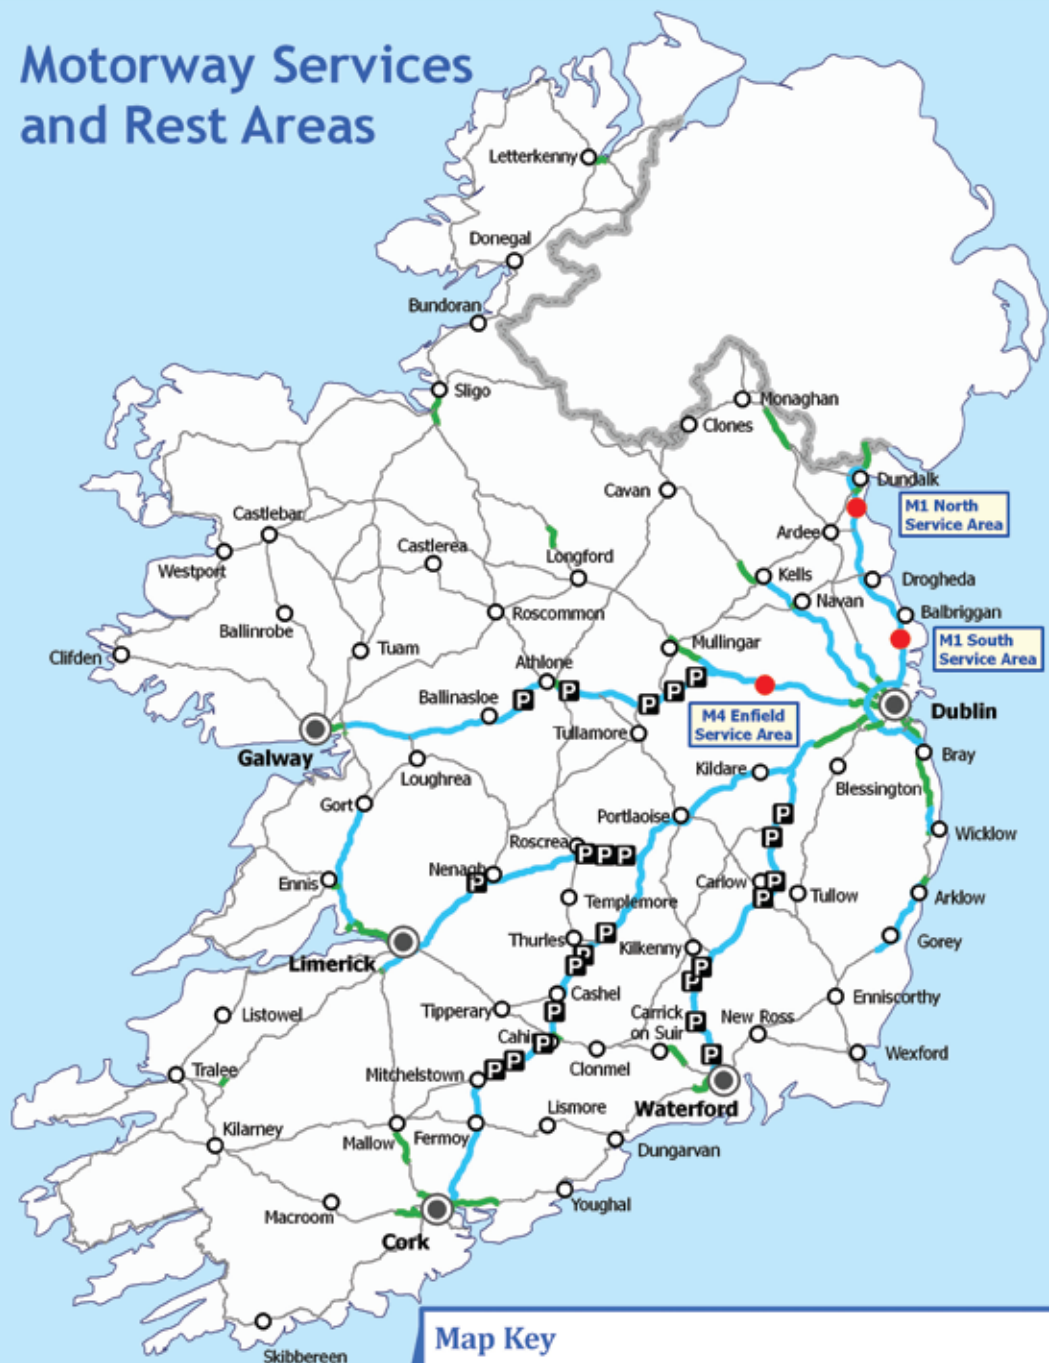 Motorway Services
and Rest Areas
Letterkenny
Donegal
Bundoran
Sligo
Monaghan
Clones
Dundalk
Cavan
M1 North
Service Area
Castlebar
Ardee
Castlerea
Longford
Westport
Kells
Drogheda
Navan
Balbriggan
Roscommon
Ballinrobe
Mullingar
M1 South
Service Area
Clifden
Tuam
Athlone
Ballinasloe
P
P
P
P
P
M4 Enfield
Service Area
Dublin
Tullamore
Galway
Bray
Loughrea
Kildare
Blessington
Gort
Portlaoise
P
Wicklow
P
Roscrea
P
P
P
Nenagh
P
Ennis
Carlow
P
P
Tullow
Arklow
Templemore
P
Thurles
P
P
Kilkenny
Gorey
Limerick
P
P
Cashel
Enniscorthy
Tipperary
P
Listowel
Carrick
on Suir
P
New Ross
Cahi
P
P
Wexford
Clonmel
P
P
Tralee
Mitchelstown
Waterford
Lismore
Kilarney
Mallow
Fermoy
Dungarvan
Youghal
Macroom
Cork
Map Key
Skibbereen